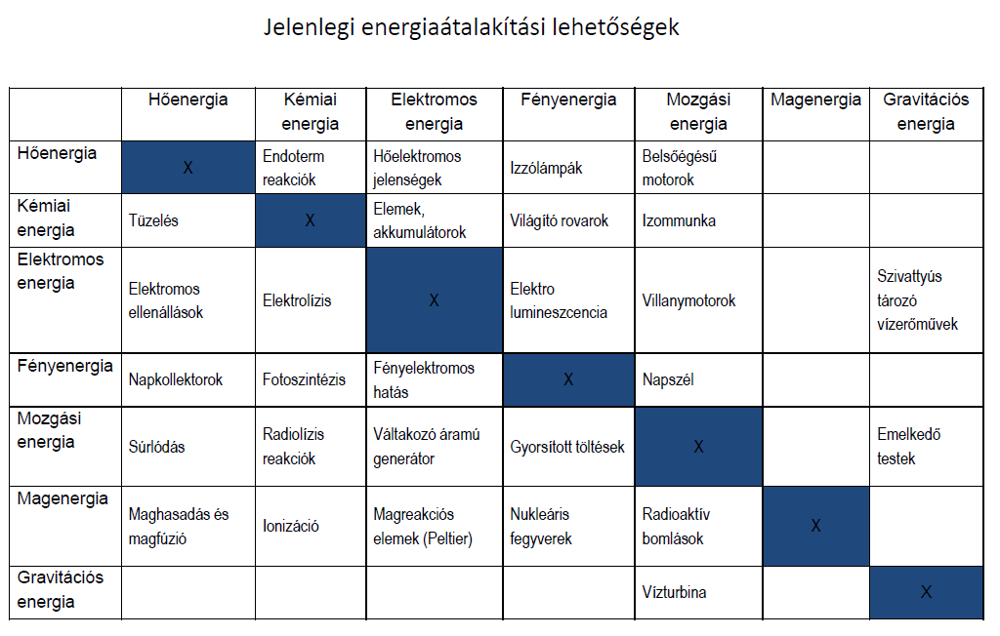 Jelenlegi energiaátalakítási lehetőségek
Hőenergia
Kémiai
energia
Elektromos
energia
Fényenergia
Mozgási
energia
Magenergia
Gravitációs
energia
Hőenergia
X
Endoterm
reakciók
Hőelektromos
jelenségek
Izzólámpák
Belsőégésű
motorok
Kémiai
energia
Tüzelés
X
Elemek,
akkumulátorok
Világító rovarok
Izommunka
Elektromos
energia
Elektromos
ellenállások
Elektrolízis
X
Elektro
lumineszcencia
Villanymotorok
Szivattyús
tározó
vízerőművek
Fényenergia
Napkollektorok
Fotoszintézis
Fényelektromos
hatás
X
Napszél
Mozgási
energia
Súrlódás
Radiolízis
reakciók
Váltakozó áramú
generátor
Gyorsított töltések
X
Emelkedő
testek
Magenergia
Maghasadás és
magfúzió
Ionizáció
Magreakciós
elemek (Peltier)
Nukleáris
fegyverek
Radioaktív
bomlások
X
Gravitációs
energia
Vízturbina
X